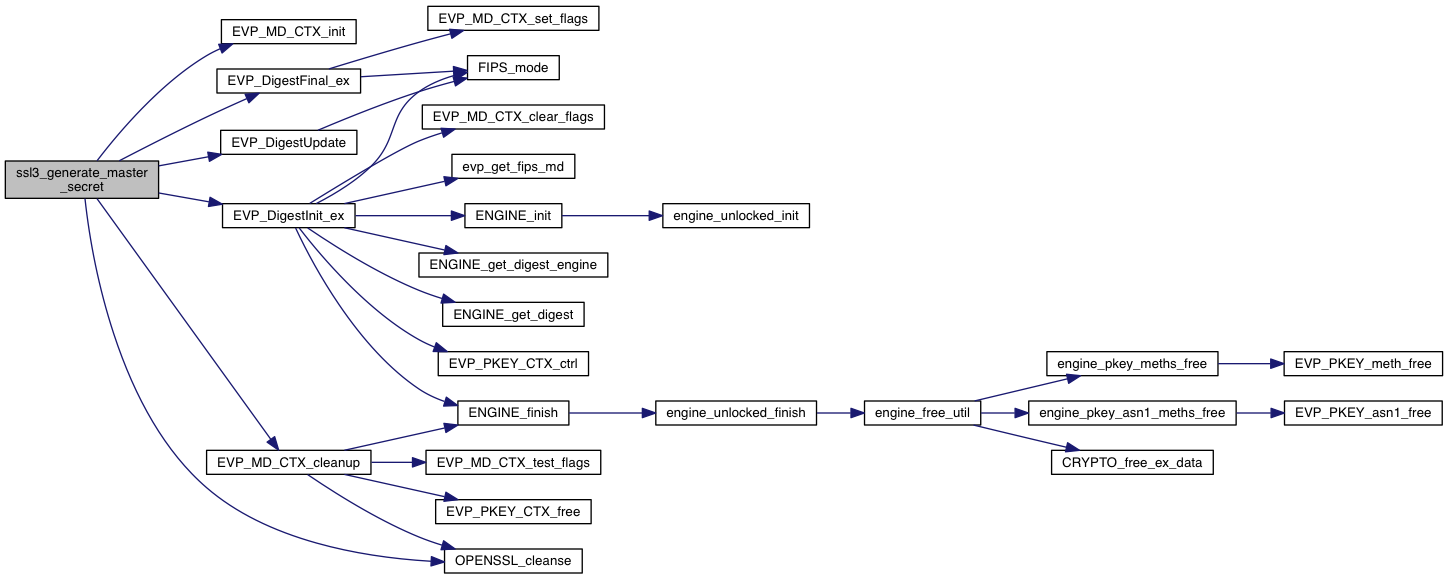 ssl3_generate_master
_secret
EVP_MD_CTX_init
EVP_DigestFinal_ex
EVP_DigestUpdate
EVP_DigestInit_ex
EVP_MD_CTX_cleanup
EVP_MD_CTX_set_flags
FIPS_mode
EVP_MD_CTX_clear_flags
evp_get_fips_md
ENGINE_init
ENGINE_get_digest_engine
ENGINE_get_digest
EVP_PKEY_CTX_ctrl
ENGINE_finish
EVP_MD_CTX_test_flags
EVP_PKEY_CTX_free
OPENSSL_cleanse
engine_unlocked_init
engine_unlocked_finish
engine_free_util
engine_pkey_meths_free
engine_pkey_asn1_meths_free
CRYPTO_free_ex_data
EVP_PKEY_meth_free
EVP_PKEY_asn1_free